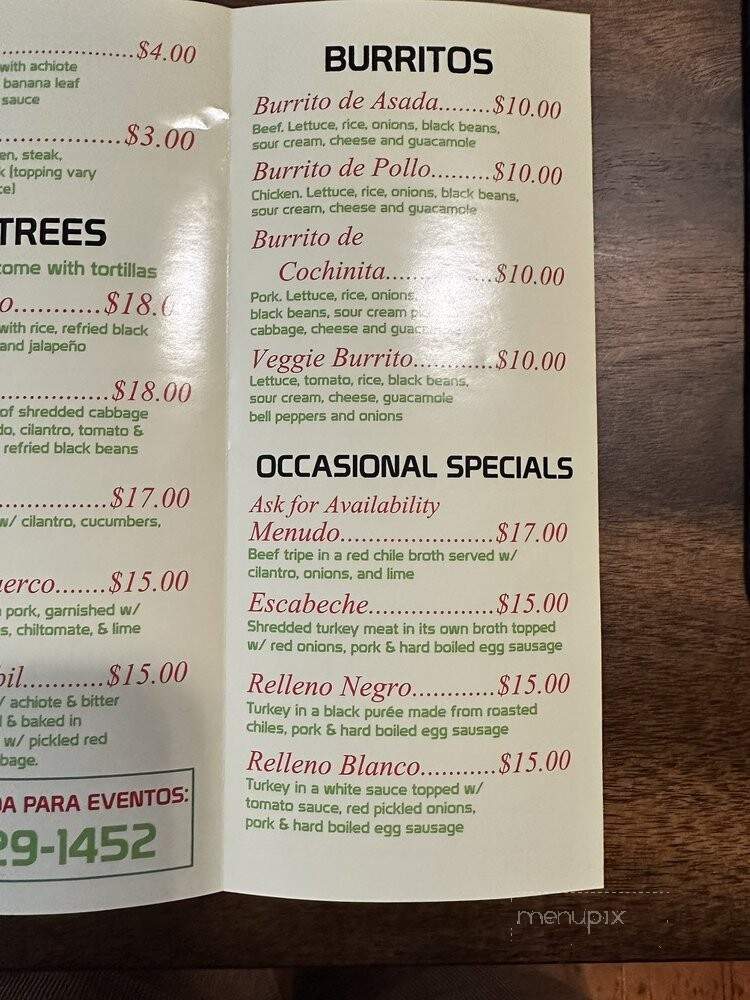 $4.00
with achiote
banana leaf
sauce
$3.00
en, steak,
k (topping vary
TREES
come with tortillas
o...........$18.0
with rice, refried black
and jalapeño
$18.00
of shredded cabbage
do, cilantro, tomato &
refried black beans
$17.00
w/ cilantro, cucumbers,
uerco.......$15.00
pork, garnished w/
s, chiltomate, & lime
bil...........$15.00
/ achiote & bitter
& baked in
w/ pickled red
bage.
DA PARA EVENTOS:
29-1452
BURRITOS
Burrito de Asada........$10.00
Beef. Lettuce, rice, onions, black beans,
sour cream, cheese and guacamole
Burrito de Pollo.........$10.00
Chicken. Lettuce, rice, onions, black beans,
sour cream, cheese and guacamole
Burrito de
Cochinita..............$10.00
Pork. Lettuce, rice, onions,
black beans, sour cream
cabbage, cheese and
Veggie Burrito............$10.00
Lettuce, tomato, rice, black beans,
sour cream, cheese, guacamole
bell peppers and onions
OCCASIONAL SPECIALS
Ask for Availability
Menudo......................$17.00
Beef tripe in a red chile broth served w/
cilantro, onions, and lime
Escabeche..................$15.00
Shredded turkey meat in its own broth topped
w/ red onions, pork & hard boiled egg sausage
Relleno Negro............$15.00
Turkey in a black purée made from roasted
chiles, pork & hard boiled egg sausage
Relleno Blanco...........$15.00
Turkey in a white sauce topped w/
tomato sauce, red pickled onions,
pork & hard boiled egg sausage
menupix